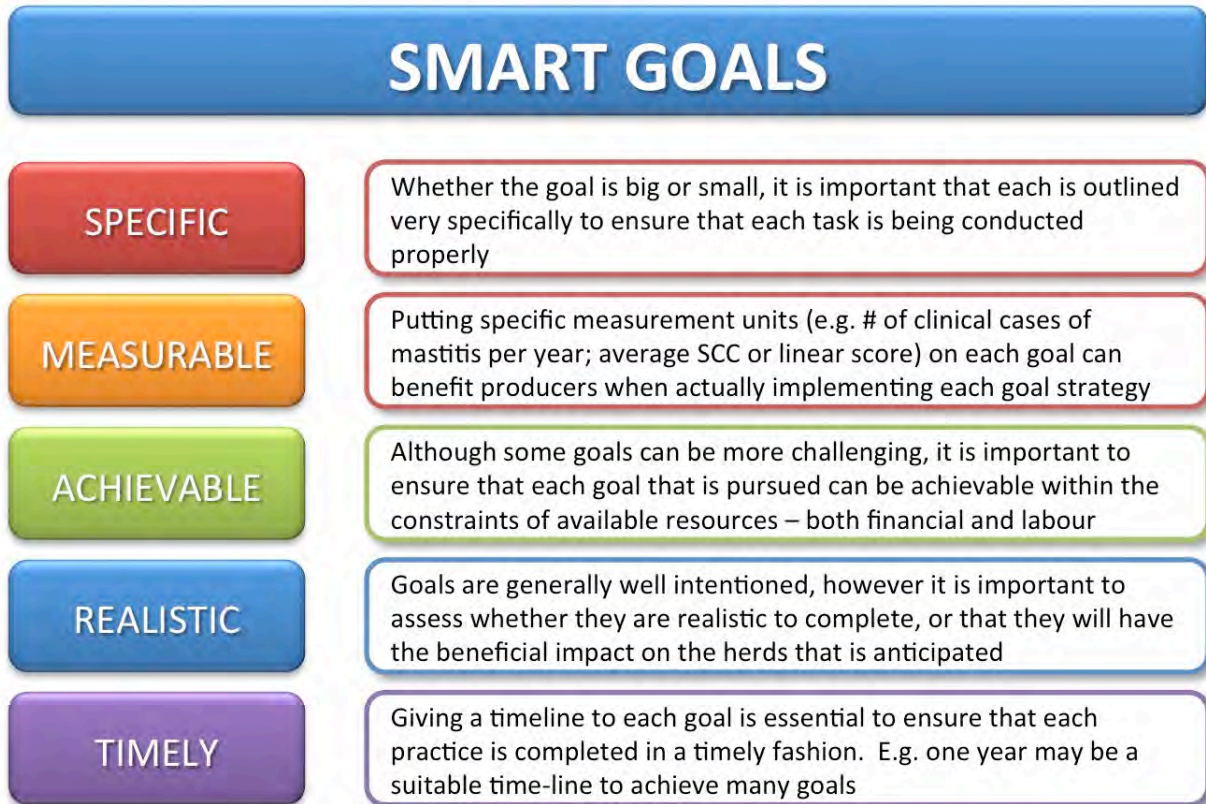 SMART GOALS
SPECIFIC
Whether the goal is big or small, it is important that each is outlined
very specifically to ensure that each task is being conducted
properly
MEASURABLE
Putting specific measurement units (e.g. # of clinical cases of
mastitis per year; average SCC or linear score) on each goal can
benefit producers when actually implementing each goal strategy
ACHIEVABLE
Although some goals can be more challenging, it is important to
ensure that each goal that is pursued can be achievable within the
constraints of available resources – both financial and labour
REALISTIC
Goals are generally well intentioned, however it is important to
assess whether they are realistic to complete, or that they will have
the beneficial impact on the herds that is anticipated
TIMELY
Giving a timeline to each goal is essential to ensure that each
practice is completed in a timely fashion.  E.g. one year may be a
suitable time-line to achieve many goals